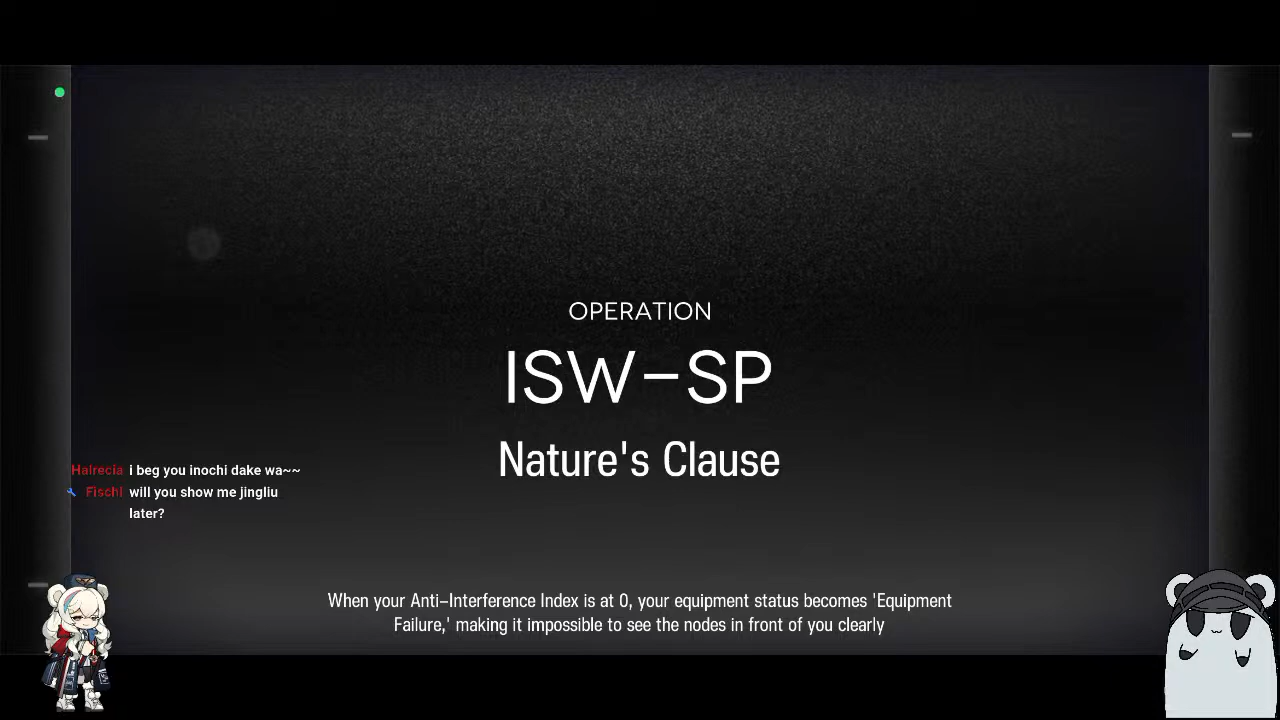 OPERATION
ISW-SP
Nature's Clause
Halrecia i beg you inochi dake wa~~
Fischl will you show me jingliu
later?
When your Anti-Interference Index is at 0, your equipment status becomes 'Equipment
Failure,' making it impossible to see the nodes in front of you clearly